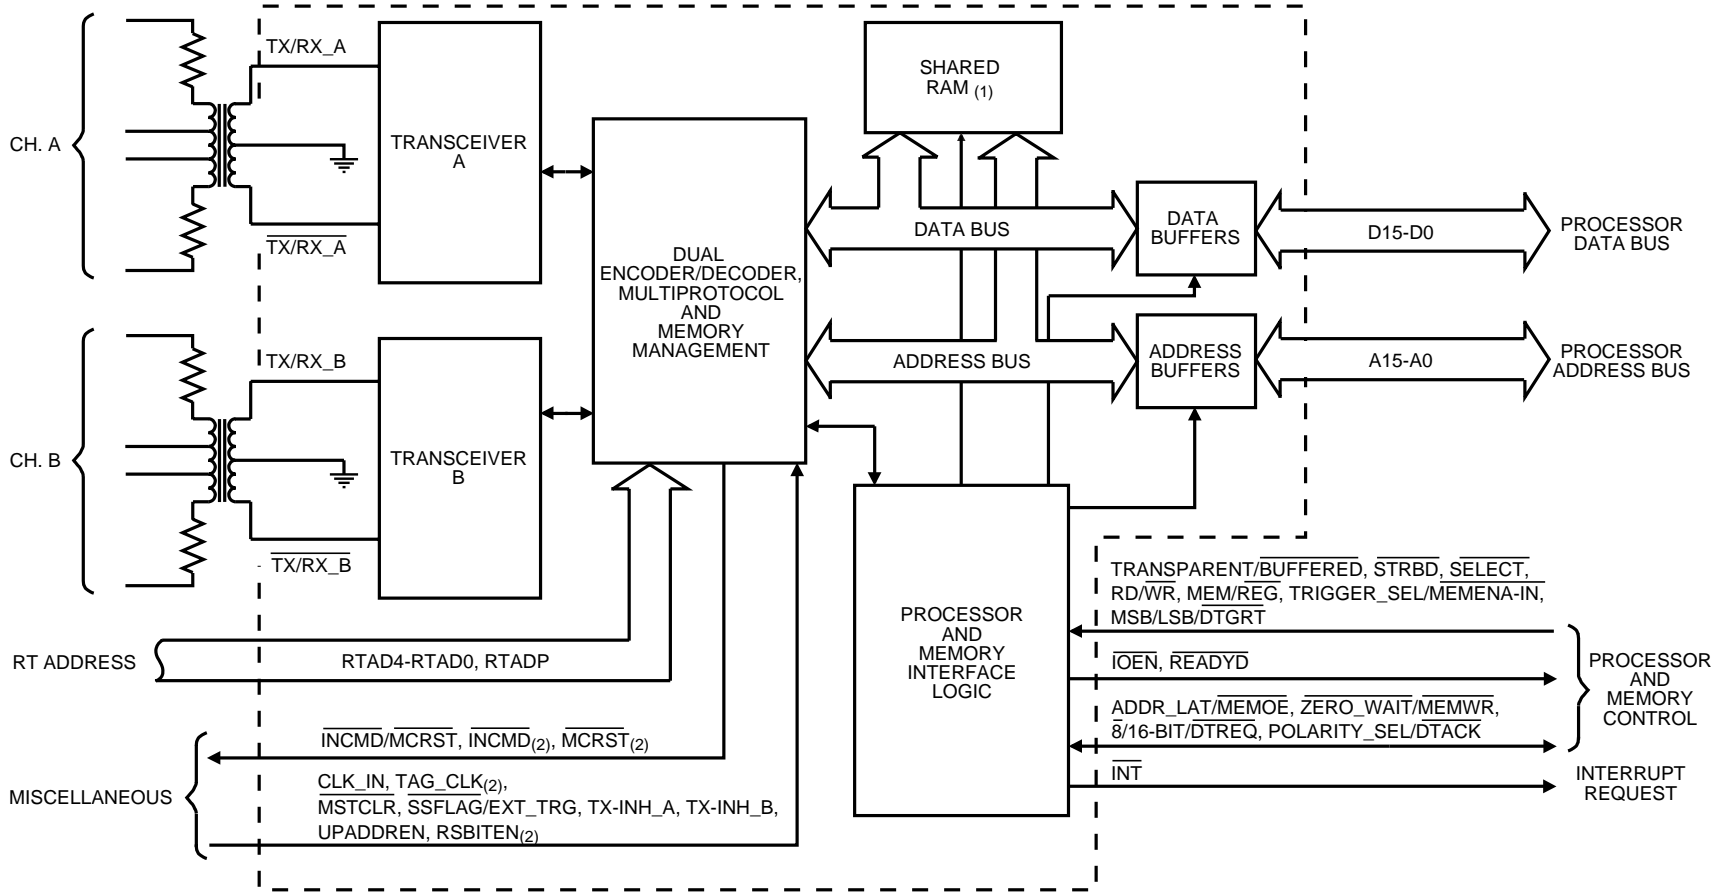 CH. A
TX/RX_A
TX/RX_A
TRANSCEIVER
A
CH. B
TX/RX_B
TX/RX_B
TRANSCEIVER
B
DUAL
ENCODER/DECODER,
MULTIPROTOCOL
AND
MEMORY
MANAGEMENT
SHARED
RAM (1)
DATA BUS
DATA
BUFFERS
D15-D0
PROCESSOR
DATA BUS
ADDRESS BUS
ADDRESS
BUFFERS
A15-A0
PROCESSOR
ADDRESS BUS
PROCESSOR
AND
MEMORY
INTERFACE
LOGIC
TRANSPARENT/BUFFERED, STRBD, SELECT,
RD/WR, MEM/REG, TRIGGER_SEL/MEMENA-IN,
MSB/LSB/DTGRT
IOEN, READYD
ADDR_LAT/MEMOE, ZERO_WAIT/MEMWR,
8/16-BIT/DTREQ, POLARITY_SEL/DTACK
PROCESSOR
AND
MEMORY
CONTROL
INT
INTERRUPT
REQUEST
RT ADDRESS
RTAD4-RTAD0, RTADP
MISCELLANEOUS
INCMD/MCRST, INCMD(2), MCRST(2)
CLK_IN, TAG_CLK(2),
MSTCLR, SSFLAG/EXT_TRG, TX-INH_A, TX-INH_B,
UPADDREN, RSBITEN(2)